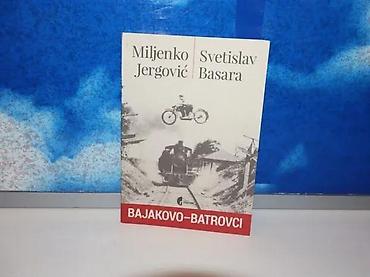 Miljenko
Jergović
Svetislav
Basara
BAJAKOVO–BATROVCI